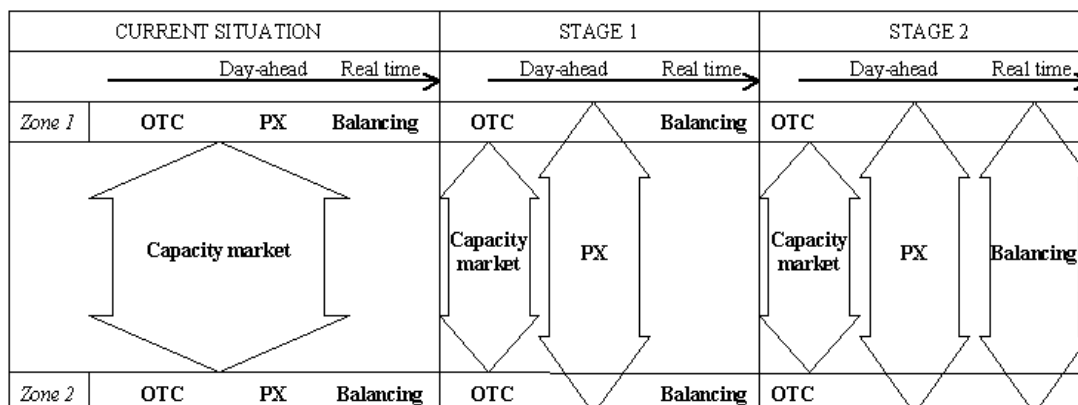 CURRENT SITUATION STAGE 1 STAGE 2
Day-ahead Real time Day-ahead Real time Day-ahead Real time
Zone 1 OTC PX Balancing OTC Balancing OTC
Capacity market Capacity market PX Capacity market PX Balancing
Zone 2 OTC PX Balancing OTC Balancing OTC